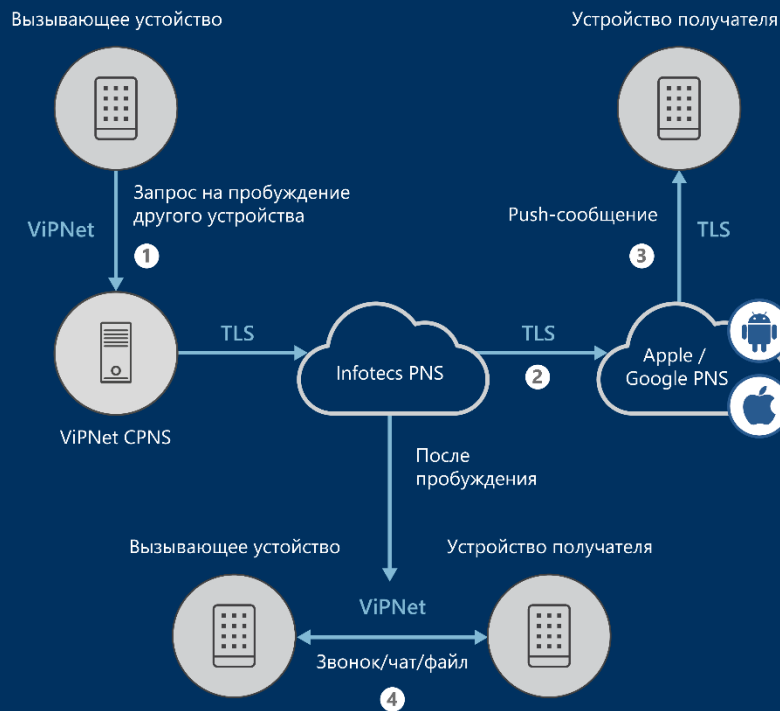 Вызывающее устойство
Устройство получателя
Запрос на пробуждение
другого устройства
ViPNet
1
Push-сообщение
TLS
3
TLS
TLS
Infotecs PNS
2
Apple /
Google PNS
ViPNet CPNS
После
пробуждения
Вызывающее устойство
Устройство получателя
ViPNet
Звонок/чат/файл
4